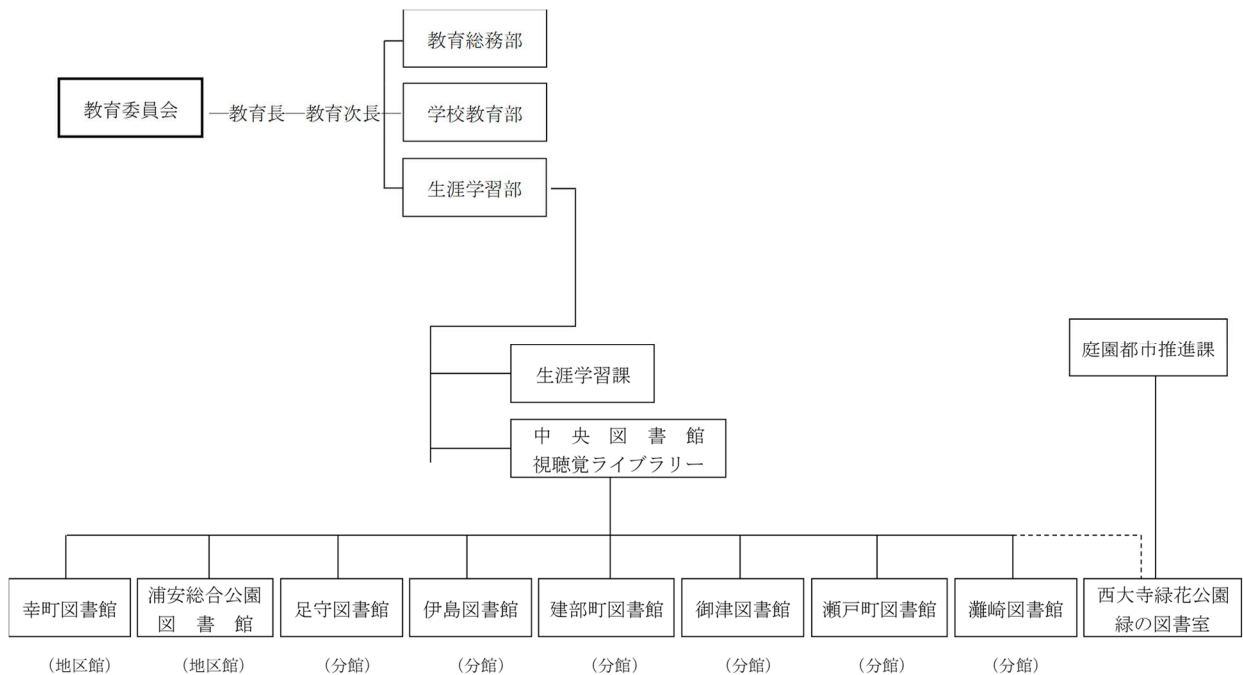 教育総務部
教育委員会
教育長
教育次長
学校教育部
生涯学習部
庭園都市推進課
生涯学習課
中央図書館
視聴覚ライブラリー
幸町図書館
浦安総合公園
図書館
足守図書館
伊島図書館
建部町図書館
御津図書館
瀬戸町図書館
灘崎図書館
西大寺緑花公園
緑の図書室
（地区館）
（地区館）
（分館）
（分館）
（分館）
（分館）
（分館）
（分館）